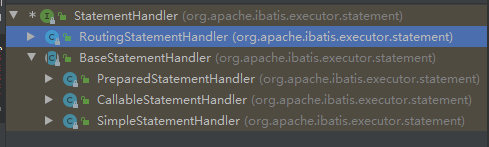 StatementHandler (org.apache.ibatis.executor.statement)
RoutingStatementHandler (org.apache.ibatis.executor.statement)
BaseStatementHandler (org.apache.ibatis.executor.statement)
PreparedStatementHandler (org.apache.ibatis.executor.statement)
CallableStatementHandler (org.apache.ibatis.executor.statement)
SimpleStatementHandler (org.apache.ibatis.executor.statement)